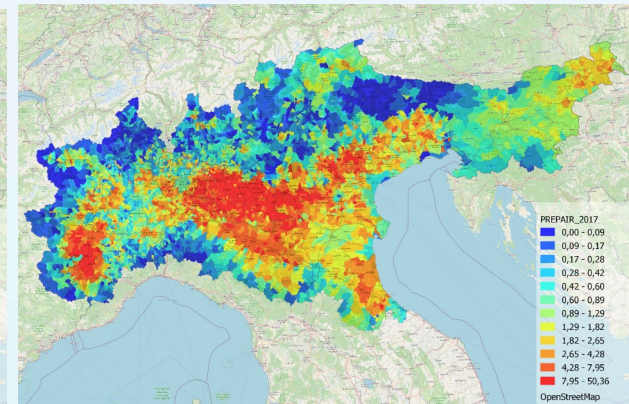 PREPAIR_2017
0,00 - 0,09
0,09 - 0,17
0,17 - 0,28
0,28 - 0,42
0,42 - 0,60
0,60 - 0,89
0,89 - 1,29
1,29 - 1,82
1,82 - 2,65
2,65 - 4,28
4,28 - 7,95
7,95 - 50,36
OpenStreetMap